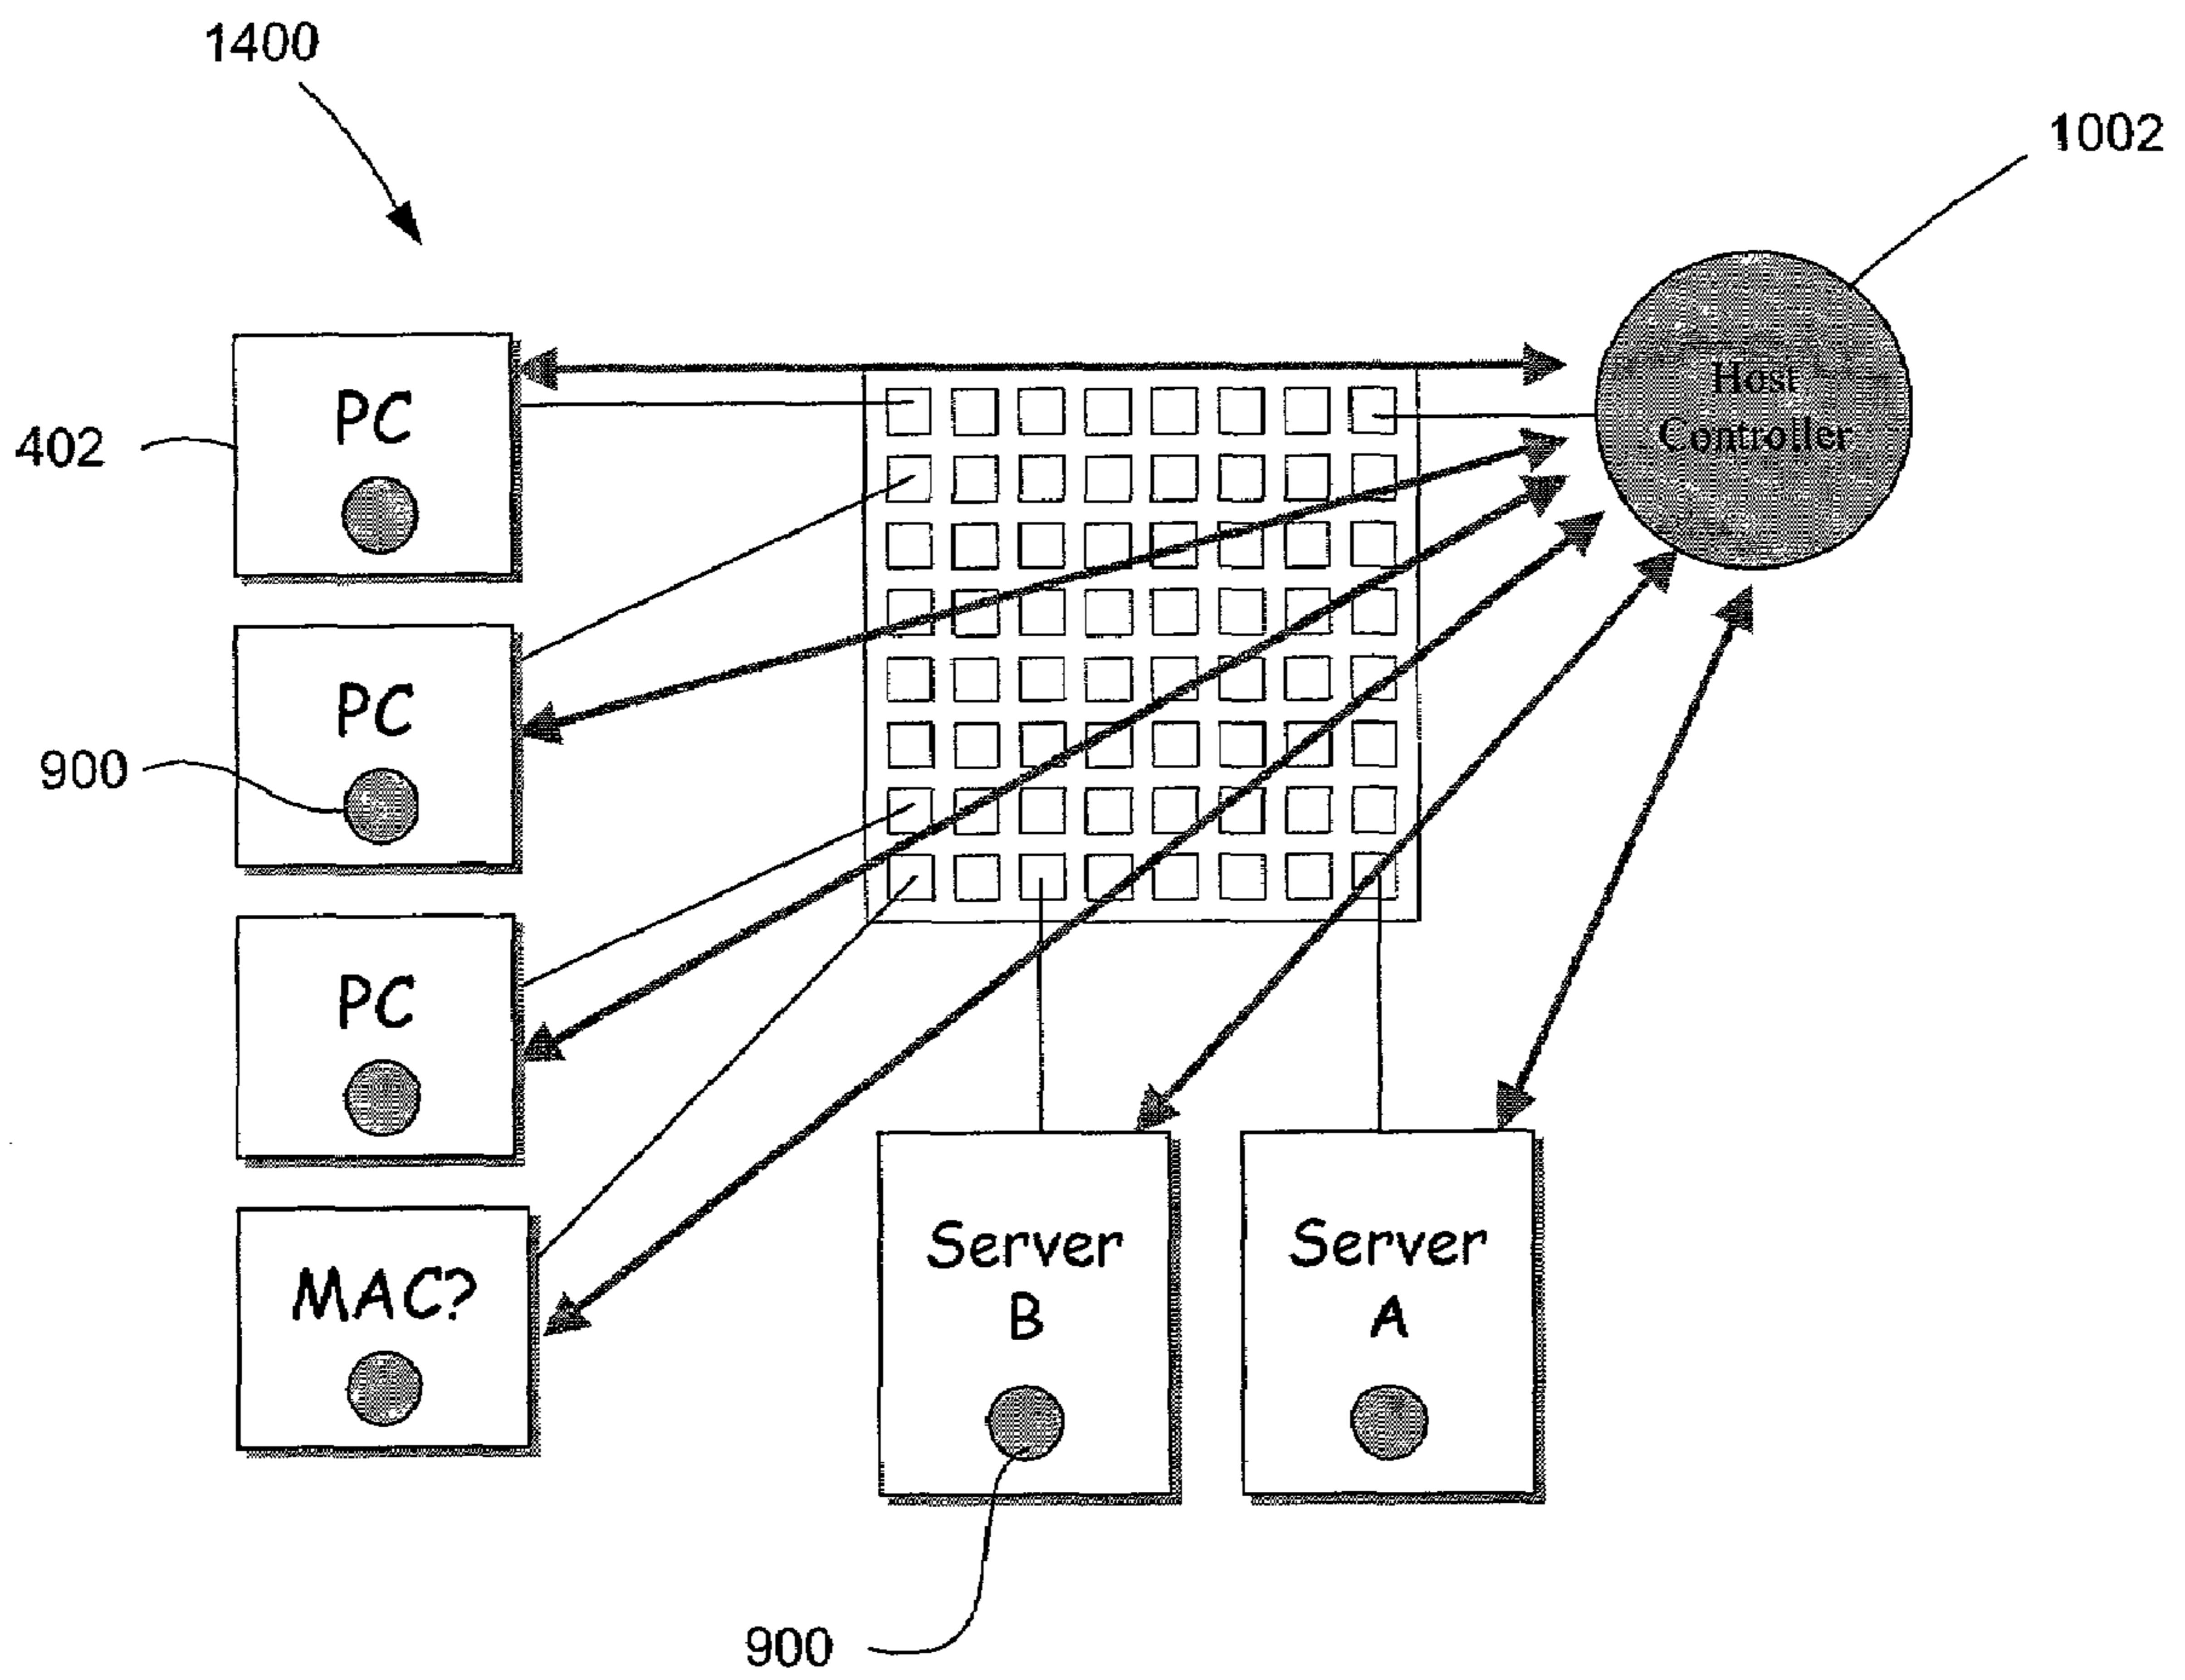 1400
1002
Host
Controller
PC
402
PC
900
PC
MAC?
Server
B
Server
A
900